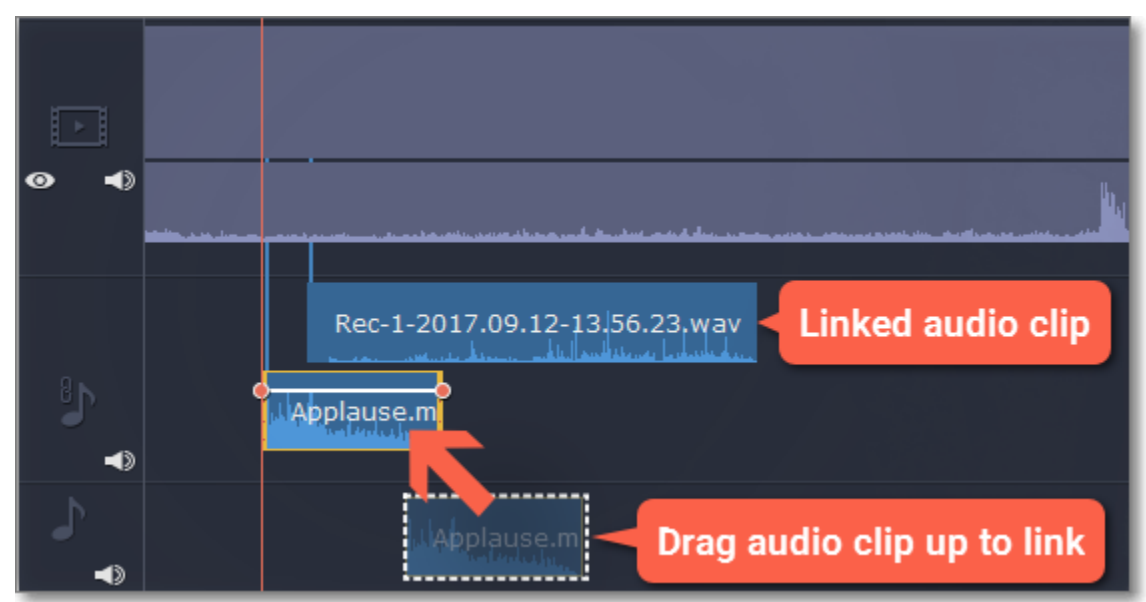 Rec-1-2017.09.12-13.56.23.wav
Linked audio clip
Applause.m
Applause.m
Drag audio clip up to link